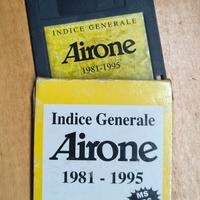 INDICE GENERALE
Airone
1981-1995
Indice Generale
Airone
1981 - 1995
MS